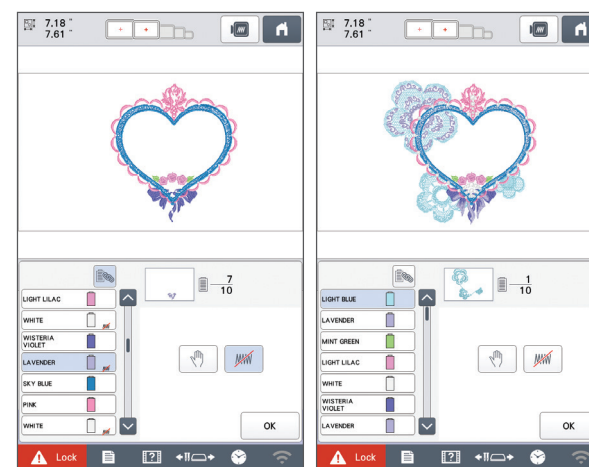 7.18 "
7.61 "
7
10
LIGHT LILAC
WHITE
WISTERIA
VIOLET
LAVENDER
SKY BLUE
PINK
WHITE
OK
Lock
7.18 "
7.61 "
1
10
LIGHT BLUE
LAVENDER
MINT GREEN
LIGHT LILAC
WHITE
WISTERIA
VIOLET
LAVENDER
OK
Lock